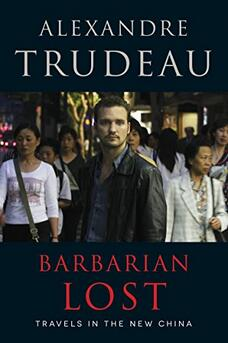 ALEXANDRE
TRUDEAU
BARBARIAN
LOST
TRAVELS IN THE NEW CHINA